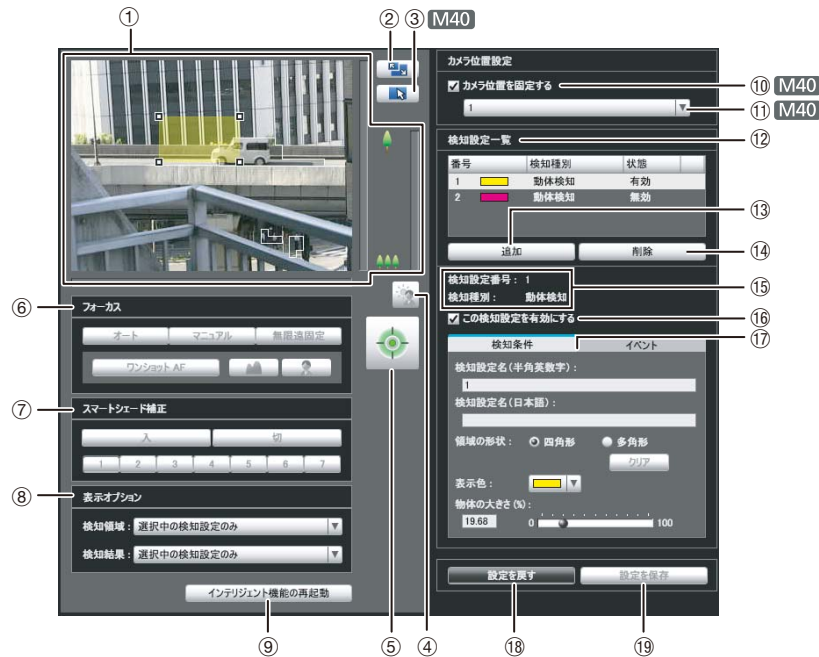 ① ② ③ M40
カメラ位置設定
カメラ位置を固定する ⑩ M40
1 ⑪ M40
検知設定一覧 ⑫
番号 検知種別 状態
1 動体検知 有効
2 動体検知 無効
⑬
追加 削除 ⑭
検知設定番号： 1
検知種別： 動体検知 ⑮
この検知設定を有効にする ⑯
検知条件 イベント ⑰
検知設定名（半角英数字）：
1
検知設定名（日本語）：
領域の形状： 四角形 多角形
クリア
表示色：
物体の大きさ（%）：
19.68 0 100
設定を戻す 設定を保存
⑥ フォーカス
オート マニュアル 無限遠固定
ワンショット AF
⑦ スマートシェード補正
入 切
1 2 3 4 5 6 7
⑧ 表示オプション
検知領域： 選択中の検知設定のみ
検知結果： 選択中の検知設定のみ
インテリジェント機能の再起動
⑨ ⑤ ④ ⑱ ⑲